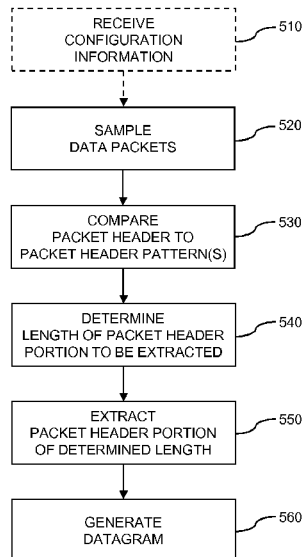 RECEIVE
CONFIGURATION
INFORMATION
510
SAMPLE
DATA PACKETS
520
COMPARE
PACKET HEADER TO
PACKET HEADER PATTERN(S)
530
DETERMINE
LENGTH OF PACKET HEADER
PORTION TO BE EXTRACTED
540
EXTRACT
PACKET HEADER PORTION
OF DETERMINED LENGTH
550
GENERATE
DATAGRAM
560